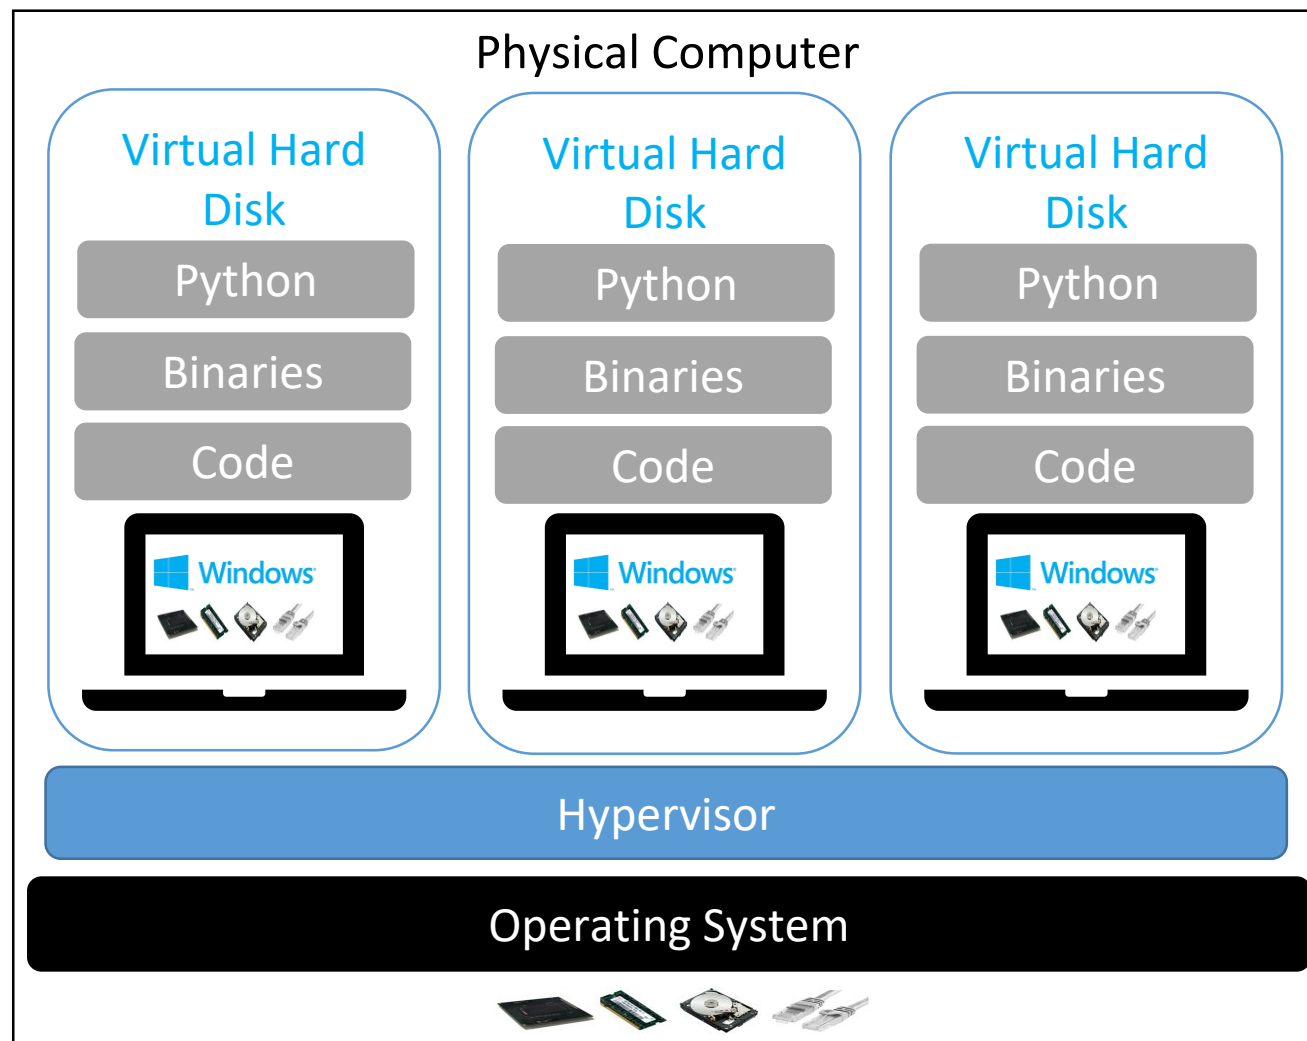 Physical Computer
Virtual Hard
Disk
Python
Binaries
Code
Windows
Virtual Hard
Disk
Python
Binaries
Code
Windows
Virtual Hard
Disk
Python
Binaries
Code
Windows
Hypervisor
Operating System